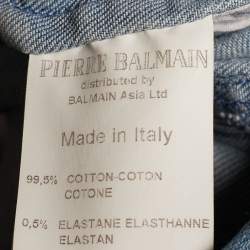 PIERRE BALMAIN
distributed by
BALMAIN Asia Ltd
Made in Italy
99,5% COTTON-COTON
COTONE
0,5% ELASTANE ELASTHANNE
ELASTAN